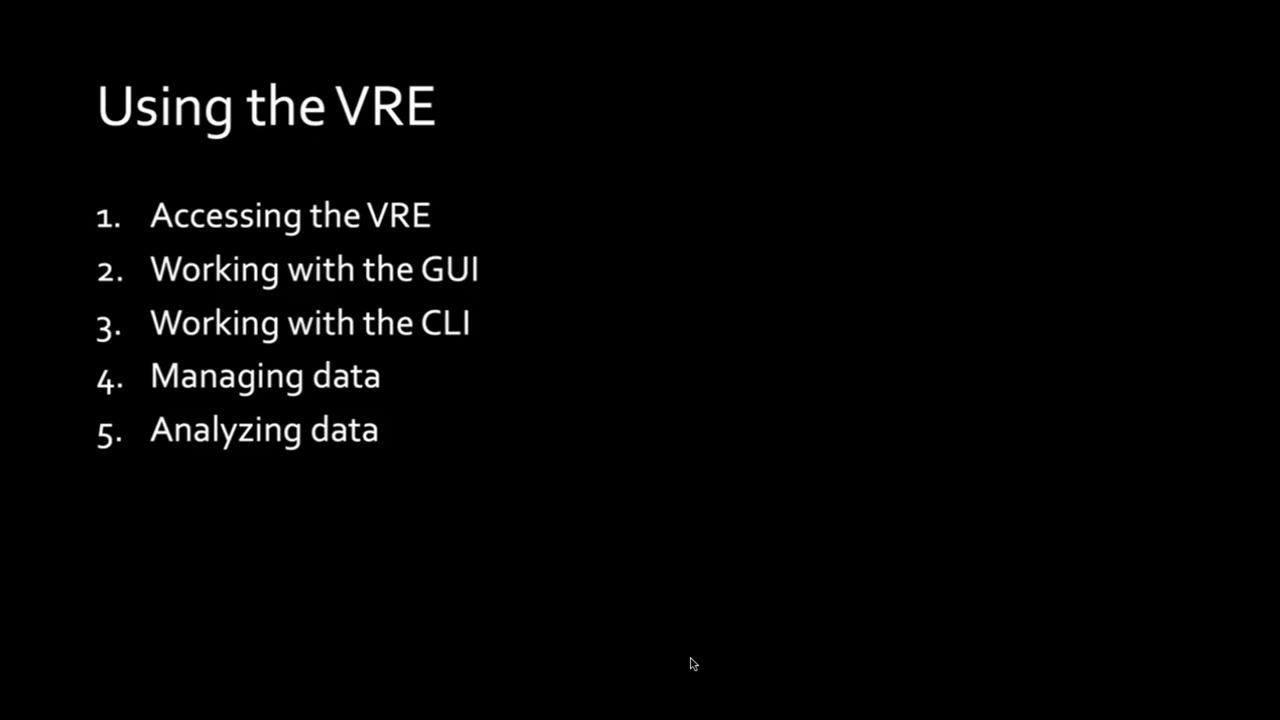 Using the VRE
1. Accessing the VRE
2. Working with the GUI
3. Working with the CLI
4. Managing data
5. Analyzing data